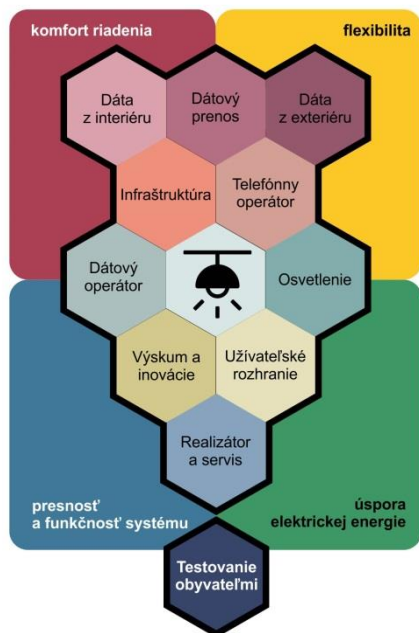 komfort riadenia
flexibilita
Dáta
z interiéru
Dátový
prenos
Dáta
z exteriéru
Infraštruktúra
Telefónny
operátor
Dátový
operátor
Osvetlenie
Výskum a
inovácie
Užívateľské
rozhranie
Realizátor
a servis
presnosť
a funkčnosť systému
úspora
elektrickej energie
Testovanie
obyvateľmi